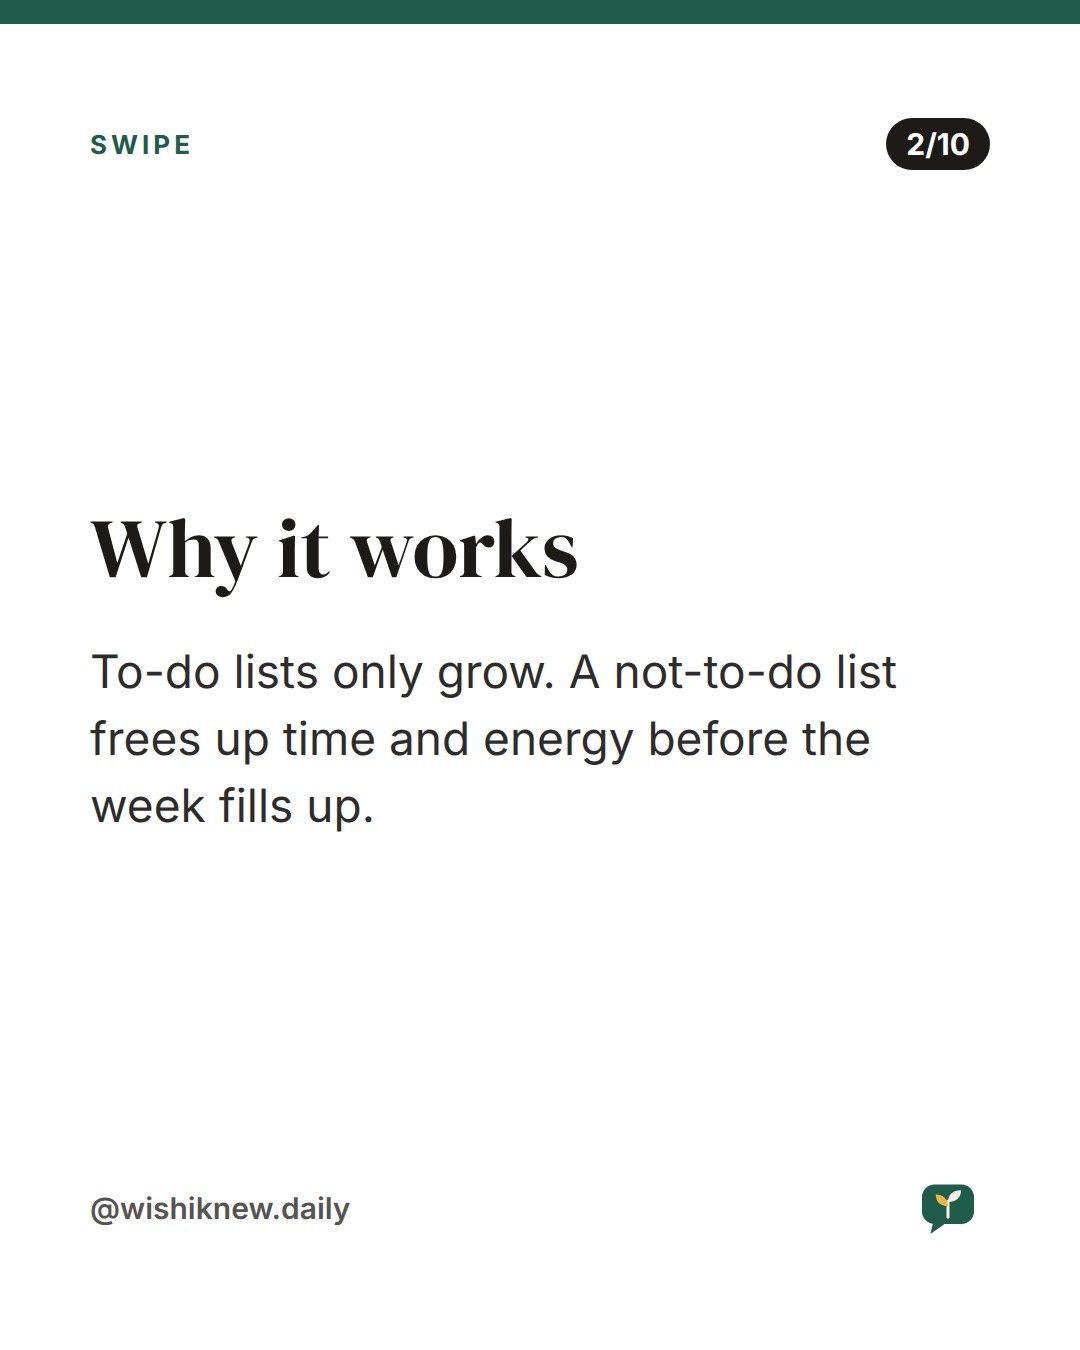 SWIPE
2/10
Why it works
To-do lists only grow. A not-to-do list
frees up time and energy before the
week fills up.
@wishiknew.daily